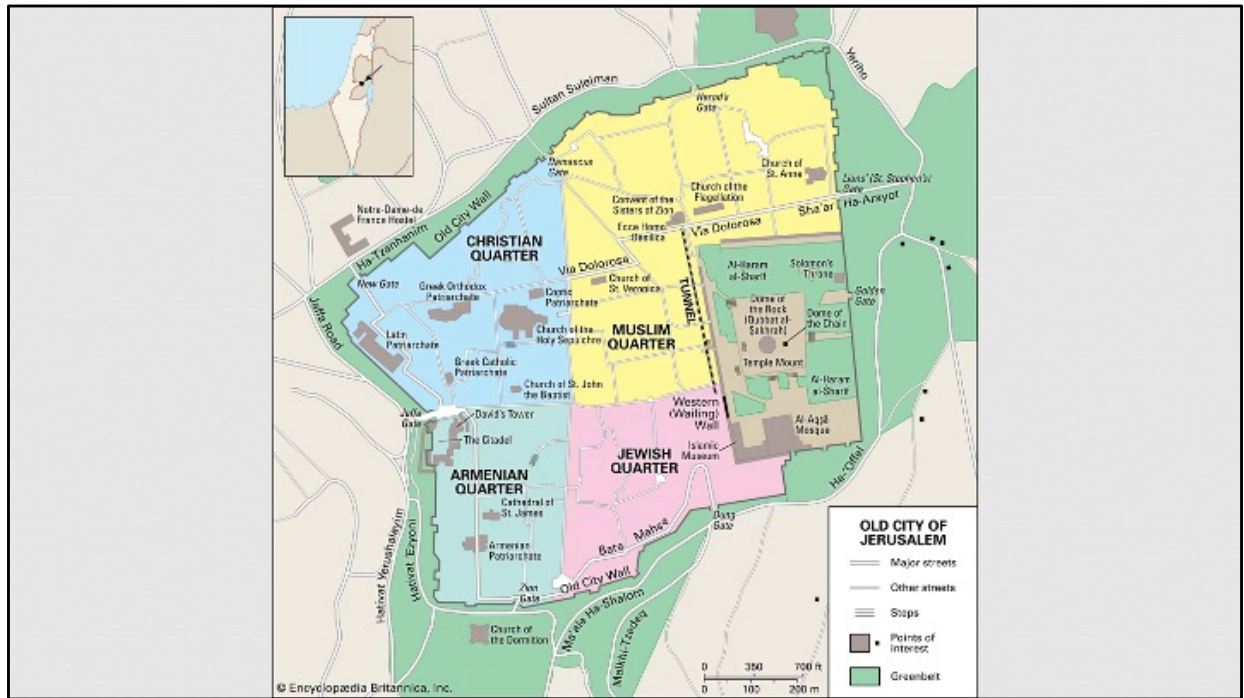 Sultan Suleiman
Yeriho
Herod's
Gate
Damascus
Gate
Church of
St. Anne
Lions' (St. Stephen's)
Gate
Convent of the
Sisters of Zion
Church of the
Flagellation
Sha'ar Ha-Arayot
Ecce Homo
Basilica
Via Dolorosa
Notre-Dame-de
France Hostel
Ha-Tzanhanim
Old City Wall
CHRISTIAN
QUARTER
Via Dolorosa
New Gate
Greek Orthodox
Patriarchate
Coptic
Patriarchate
Church of
St. Veronica
TUNNEL
Al-Haram
al-Sharif
Solomon's
Throne
Golden
Gate
Jaffa Road
Latin
Patriarchate
Church of the
Holy Sepulchre
MUSLIM
QUARTER
Dome of
the Rock
(Qubbat al-
Sakhrah)
Dome of
the Chain
Temple Mount
Greek Catholic
Patriarchate
Church of St. John
the Baptist
Al-Haram
al-Sharif
Western
(Wailing)
Wall
Jaffa
Gate
David's Tower
The Citadel
Al-Aqṣā
Mosque
Islamic
Museum
JEWISH
QUARTER
ARMENIAN
QUARTER
Ha-'Ofel
Cathedral of
St. James
Armenian
Patriarchate
Dung
Gate
Bate Mahse
Old City Wall
Zion
Gate
Hativat Yerushalayim
Hativat 'Ezyoni
Ma'ala Ha-Shalom
Malkhi-Tzedeq
Church of
the Dormition
OLD CITY OF
JERUSALEM
Major streets
Other streets
Steps
Points of
Interest
Greenbelt
0 350 700 ft
0 100 200 m
© Encyclopædia Britannica, Inc.